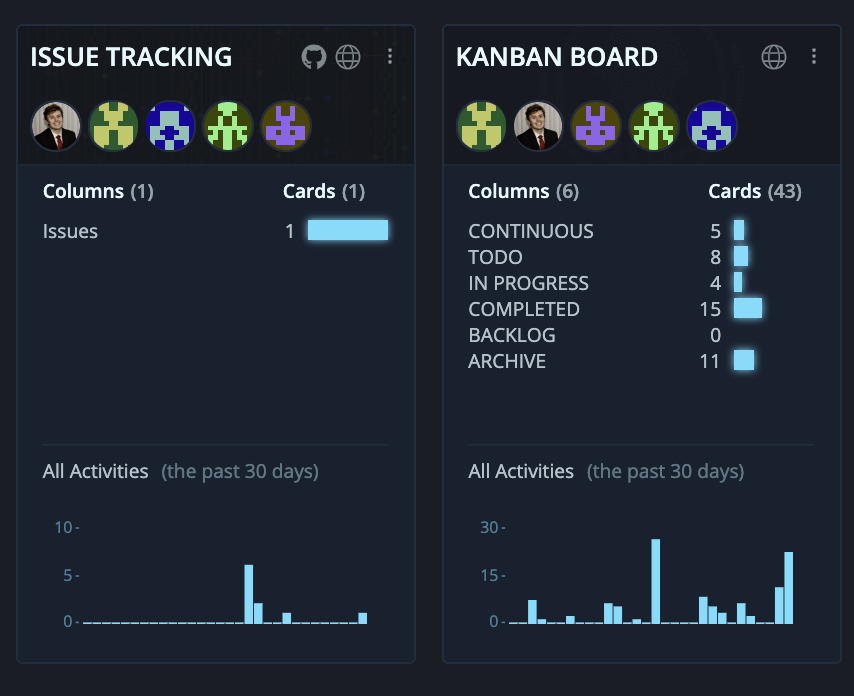 ISSUE TRACKING
Columns (1) Cards (1)
Issues 1
All Activities (the past 30 days)
10
5
0
KANBAN BOARD
Columns (6) Cards (43)
CONTINUOUS 5
TODO 8
IN PROGRESS 4
COMPLETED 15
BACKLOG 0
ARCHIVE 11
All Activities (the past 30 days)
30
15
0